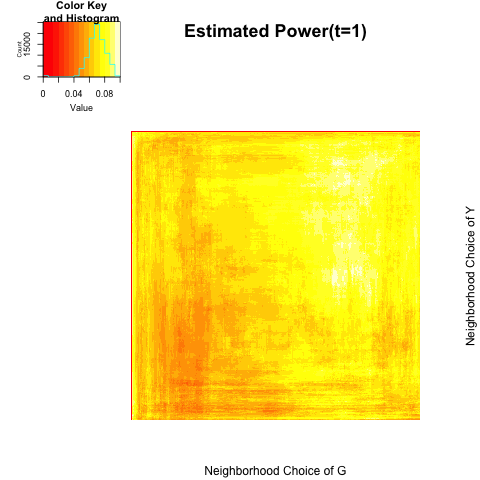 Color Key
and Histogram
Estimated Power(t=1)
Count
0 15000
0 0.04 0.08
Value
Neighborhood Choice of Y
Neighborhood Choice of G